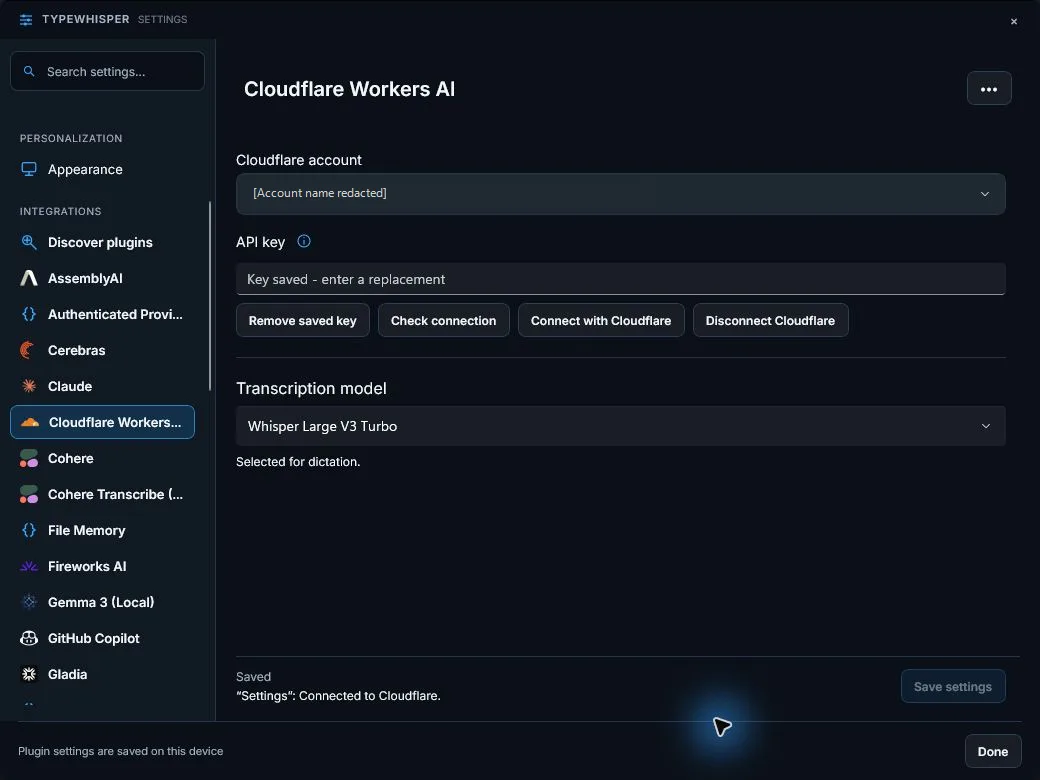 TYPEWHISPER SETTINGS
Search settings...
PERSONALIZATION
Appearance
INTEGRATIONS
Discover plugins
AssemblyAI
Authenticated Provi...
Cerebras
Claude
Cloudflare Workers...
Cohere
Cohere Transcribe (...
File Memory
Fireworks AI
Gemma 3 (Local)
GitHub Copilot
Gladia
Cloudflare Workers AI
Cloudflare account
[Account name redacted]
API key
Key saved - enter a replacement
Remove saved key
Check connection
Connect with Cloudflare
Disconnect Cloudflare
Transcription model
Whisper Large V3 Turbo
Selected for dictation.
Saved
"Settings": Connected to Cloudflare.
Save settings
Plugin settings are saved on this device
Done